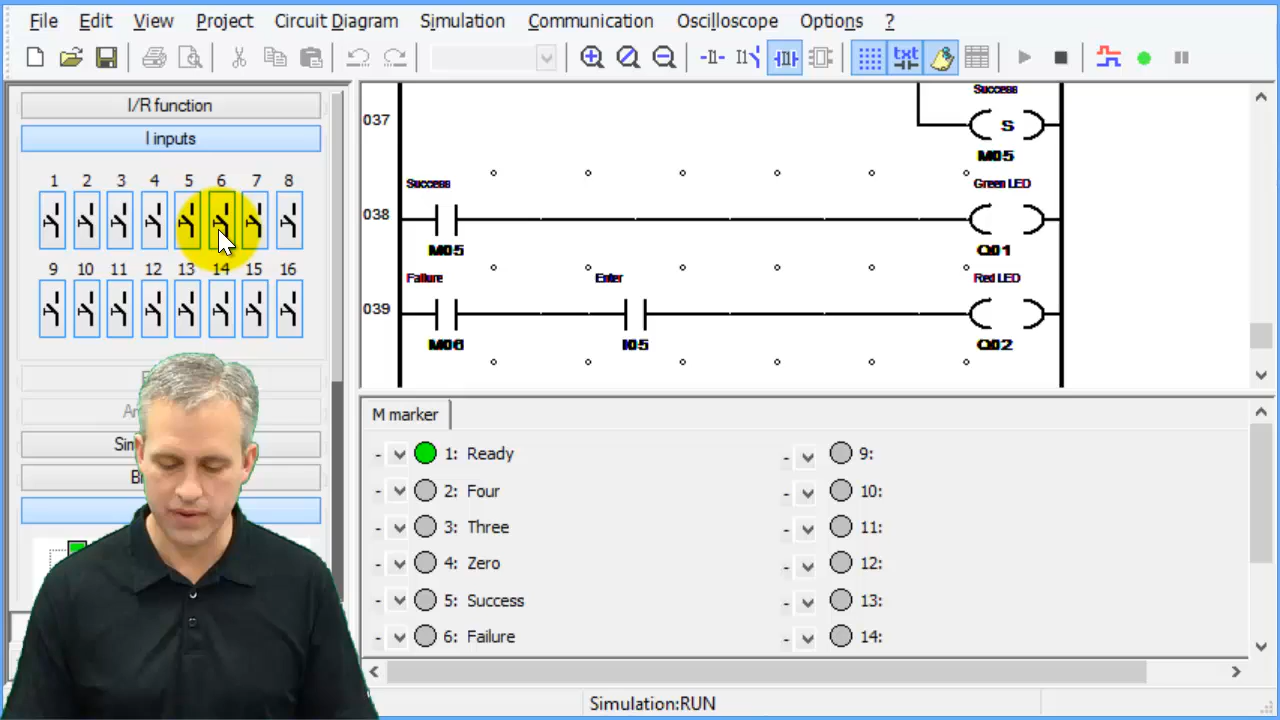 File Edit View Project Circuit Diagram Simulation Communication Oscilloscope Options ?
txt
I/R function
I inputs
1 2 3 4 5 6 7 8
9 10 11 12 13 14 15 16
Success
037 S
M05
Success Green LED
038
M05 Q01
Failure Enter Red LED
039
M06 I05 Q02
M marker
- 1: Ready - 9:
- 2: Four - 10:
- 3: Three - 11:
- 4: Zero - 12:
- 5: Success - 13:
- 6: Failure - 14:
Simulation:RUN